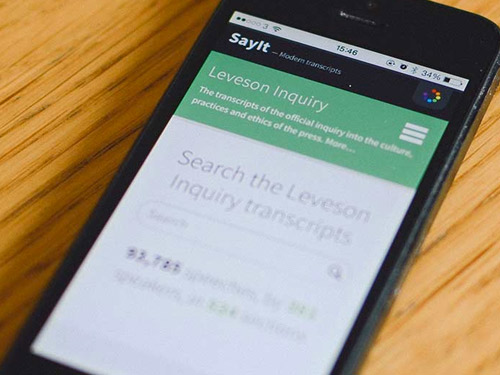 3 15:46 34%
SayIt – Modern transcripts
Leveson Inquiry
The transcripts of the official inquiry into the culture,
practices and ethics of the press. More...
Search the Leveson
Inquiry transcripts
Search
speeches, by
speakers, in